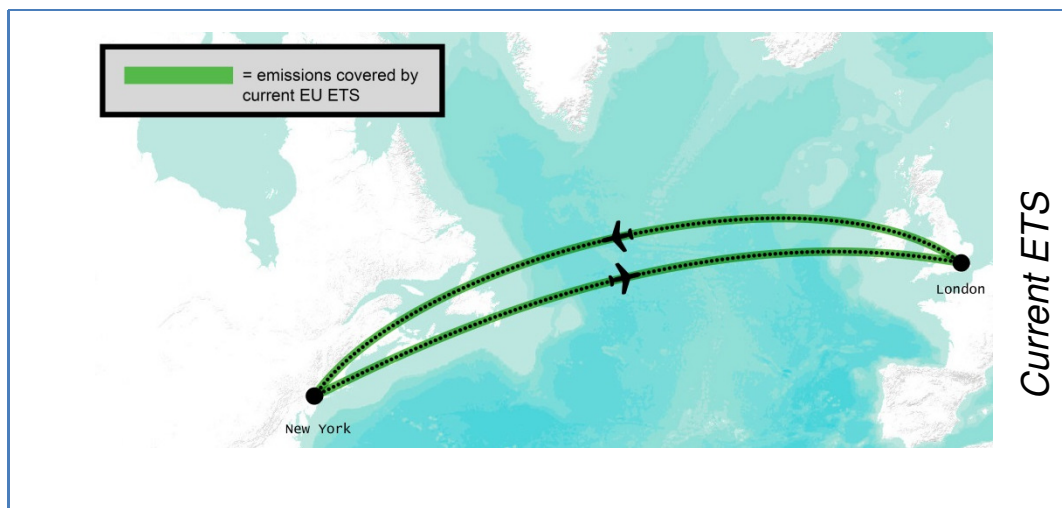 = emissions covered by
current EU ETS
London
New York
Current ETS